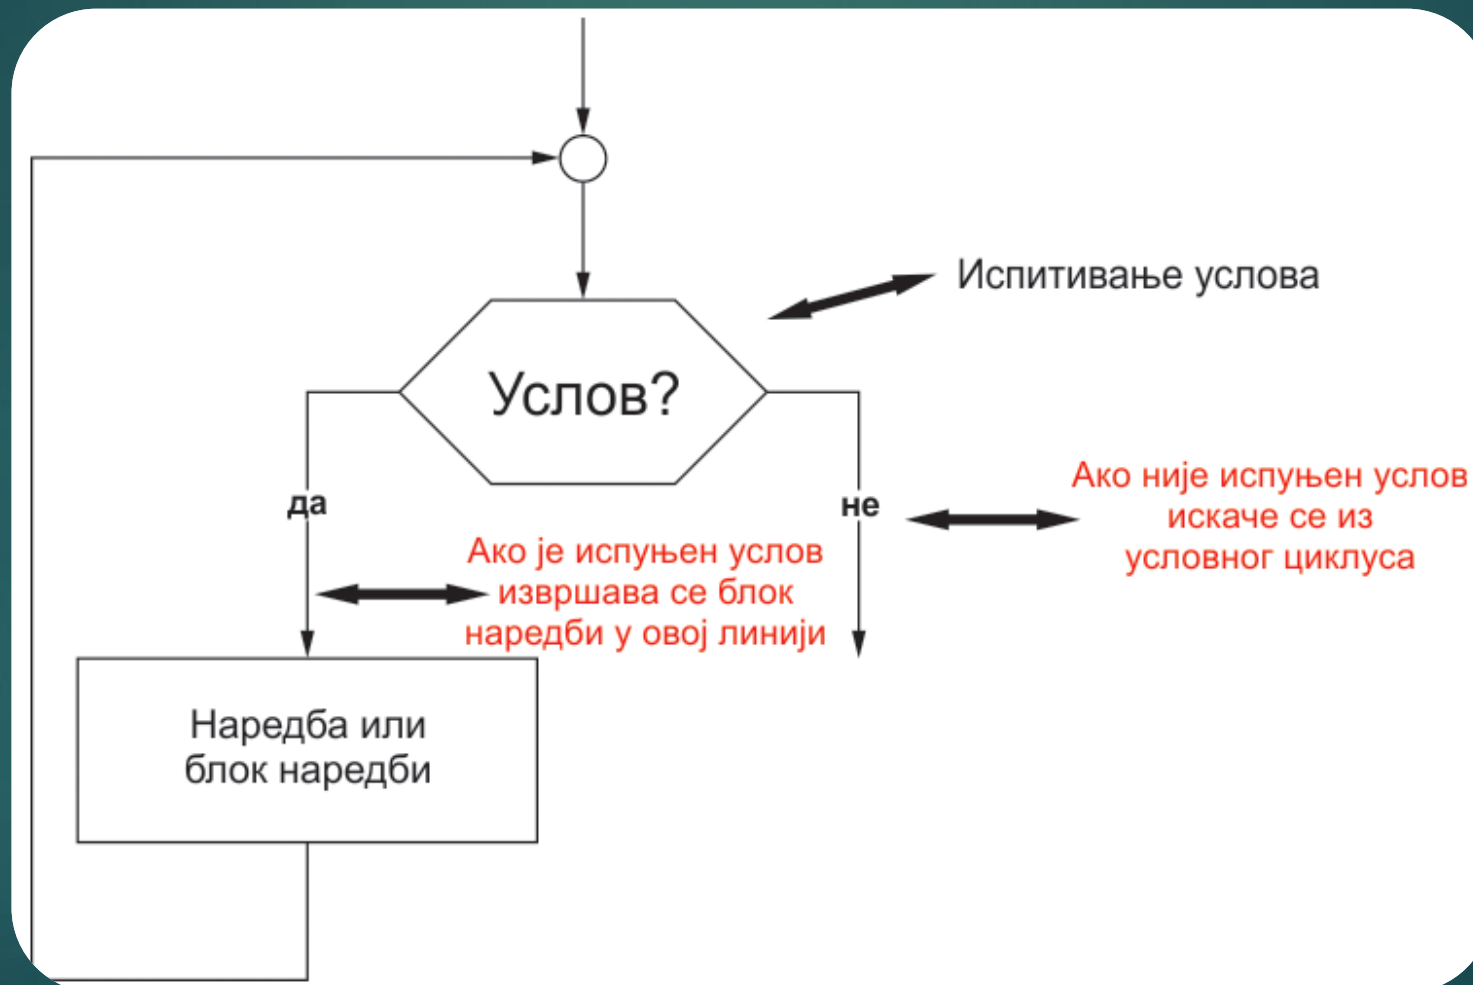 Испитивање услова
Услов?
да
не
Ако није испуњен услов
искаче се из
условног циклуса
Ако је испуњен услов
извршава се блок
наредби у овој линији
Наредба или
блок наредби